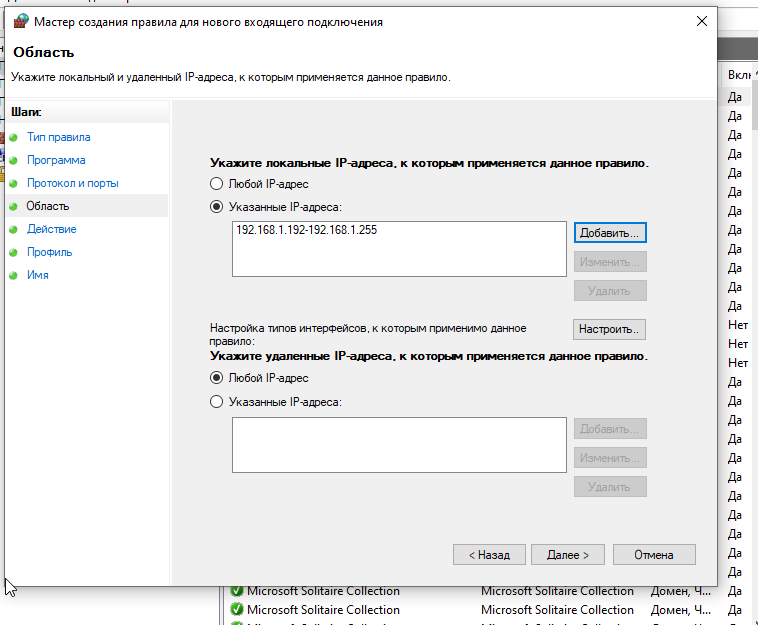 Мастер создания правила для нового входящего подключения
Область
Укажите локальный и удаленный IP-адреса, к которым применяется данное правило.
Шаги:
Тип правила
Программа
Протокол и порты
Область
Действие
Профиль
Имя
Укажите локальные IP-адреса, к которым применяется данное правило.
Любой IP-адрес
Указанные IP-адреса:
192.168.1.192-192.168.1.255
Добавить...
Изменить...
Удалить
Настройка типов интерфейсов, к которым применимо данное
правило:
Настроить..
Укажите удаленные IP-адреса, к которым применяется данное правило.
Любой IP-адрес
Указанные IP-адреса:
Добавить...
Изменить...
Удалить
< Назад
Далее >
Отмена
Да
Да
Да
Да
Да
Да
Да
Да
Да
Да
Да
Да
Нет
Нет
Нет
Да
Да
Да
Да
Да
Да
Да
Да
Да
Да
Да
Microsoft Solitaire Collection Microsoft Solitaire Collection Домен, Ч... Да
Microsoft Solitaire Collection Microsoft Solitaire Collection Домен, Ч... Да